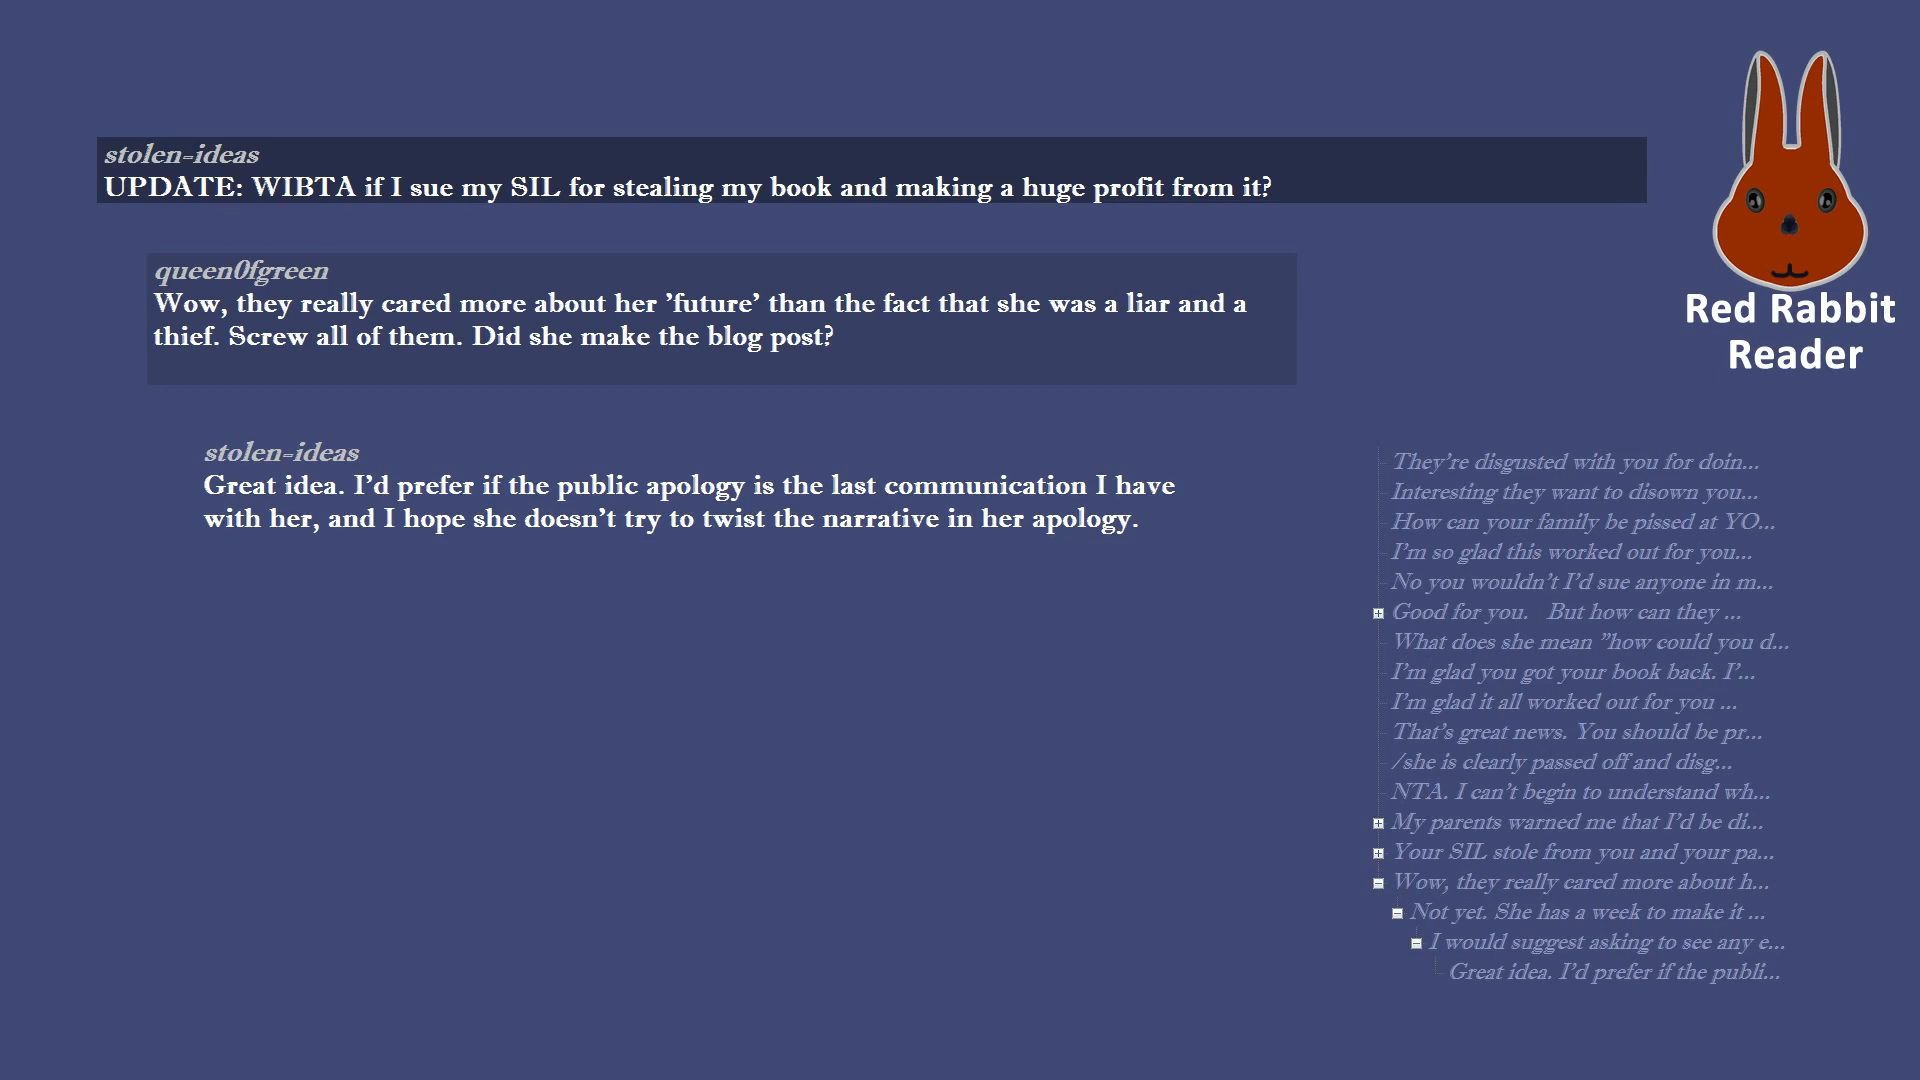 stolen-ideas
UPDATE: WIBTA if I sue my SIL for stealing my book and making a huge profit from it?
queen0fgreen
Wow, they really cared more about her 'future' than the fact that she was a liar and a
thief. Screw all of them. Did she make the blog post?
stolen-ideas
Great idea. I'd prefer if the public apology is the last communication I have
with her, and I hope she doesn't try to twist the narrative in her apology.
Red Rabbit
Reader
They're disgusted with you for doin...
Interesting they want to disown you...
How can your family be pissed at YO...
I'm so glad this worked out for you...
No you wouldn't I'd sue anyone in m...
Good for you. But how can they ...
What does she mean "how could you d...
I'm glad you got your book back. I'...
I'm glad it all worked out for you ...
That's great news. You should be pr...
/she is clearly passed off and disg...
NTA. I can't begin to understand wh...
My parents warned me that I'd be di...
Your SIL stole from you and your pa...
Wow, they really cared more about h...
Not yet. She has a week to make it ...
I would suggest asking to see any e...
Great idea. I'd prefer if the publi...